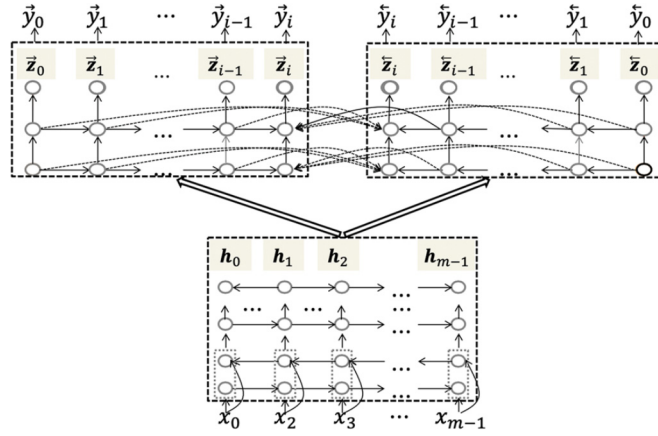 y⃗₀ y⃗₁ ... y⃗ᵢ₋₁ y⃗ᵢ y⃖ᵢ y⃖ᵢ₋₁ ... y⃖₁ y⃖₀
z⃗₀ z⃗₁ ... z⃗ᵢ₋₁ z⃗ᵢ z⃖ᵢ z⃖ᵢ₋₁ ... z⃖₁ z⃖₀
... ...
... ...
h₀ h₁ h₂ hₘ₋₁
...
... ... ...
...
...
...
x₀ x₂ x₃ ... xₘ₋₁